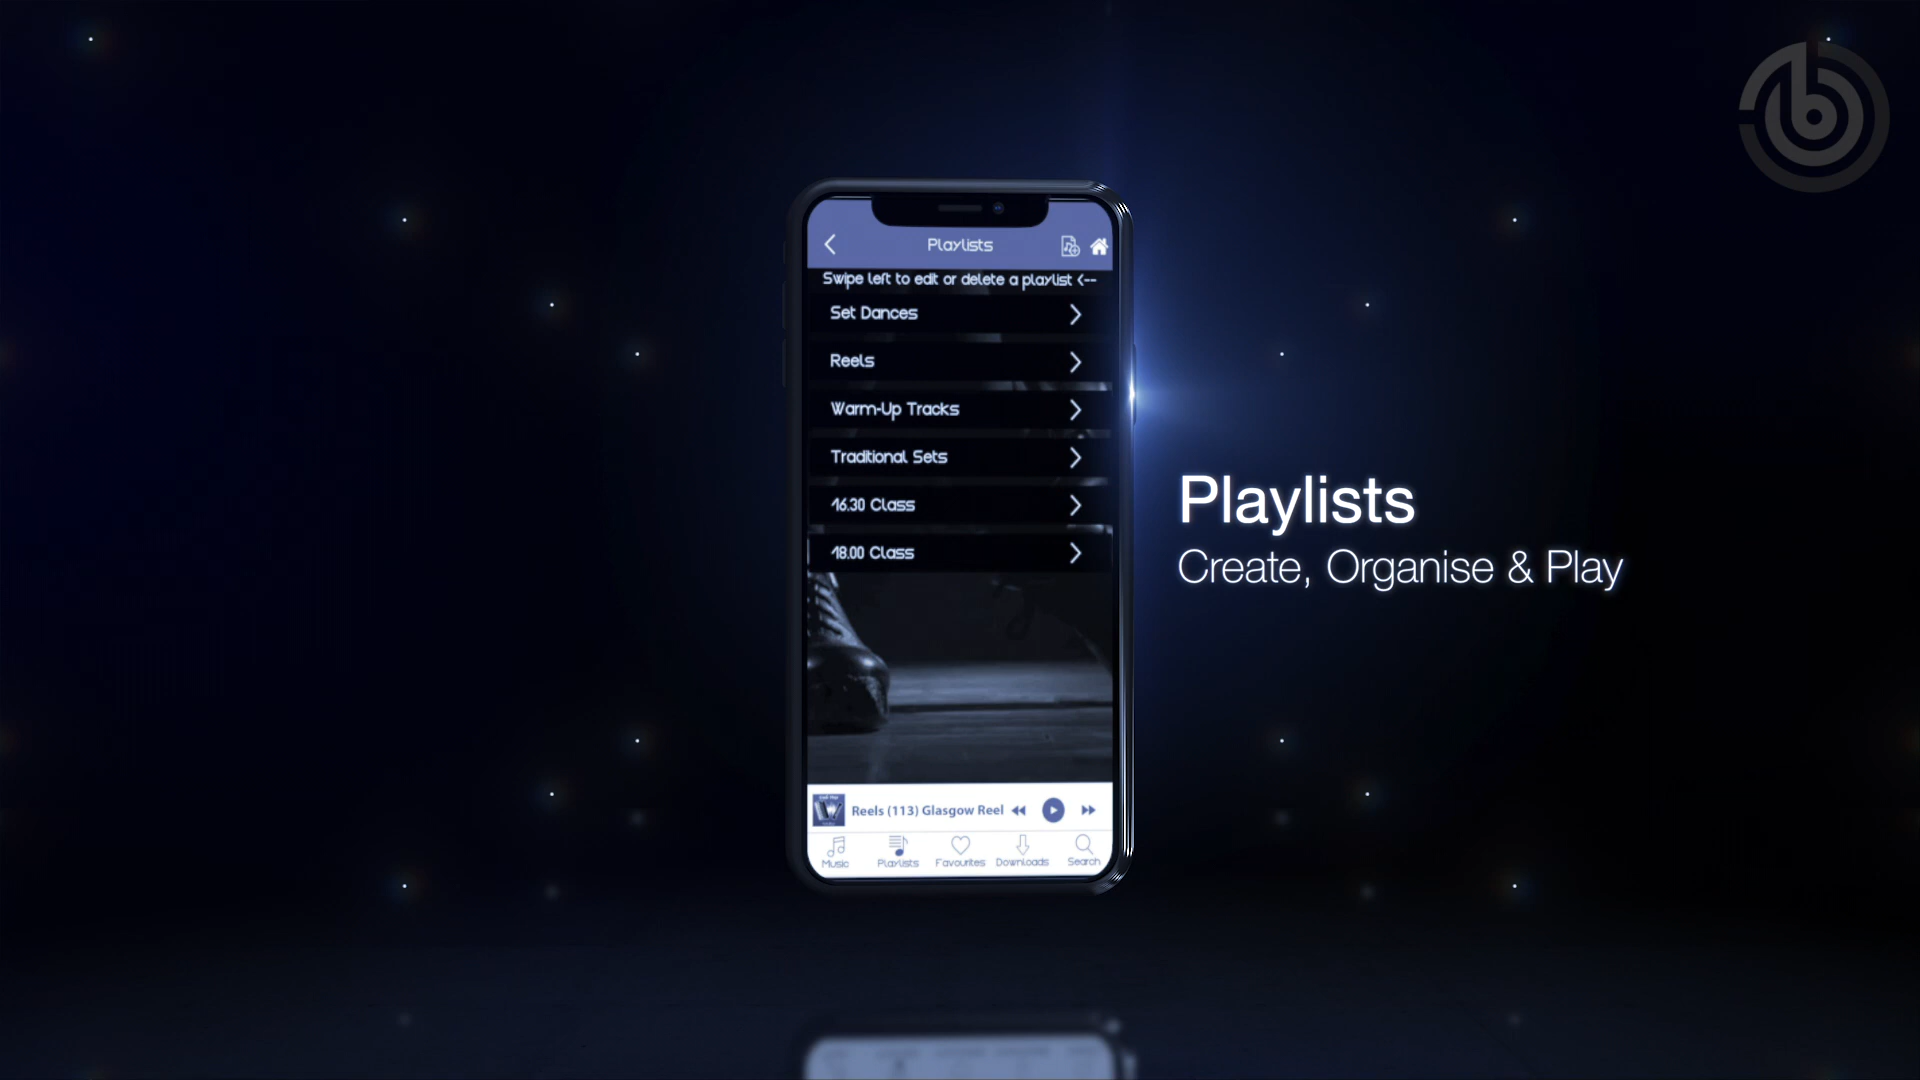 Playlists
Swipe left to edit or delete a playlist <--
Set Dances
Reels
Warm-Up Tracks
Traditional Sets
16.30 Class
18.00 Class
Reels (113) Glasgow Reel
Music
Playlists
Favourites
Downloads
Search
Playlists
Create, Organise & Play